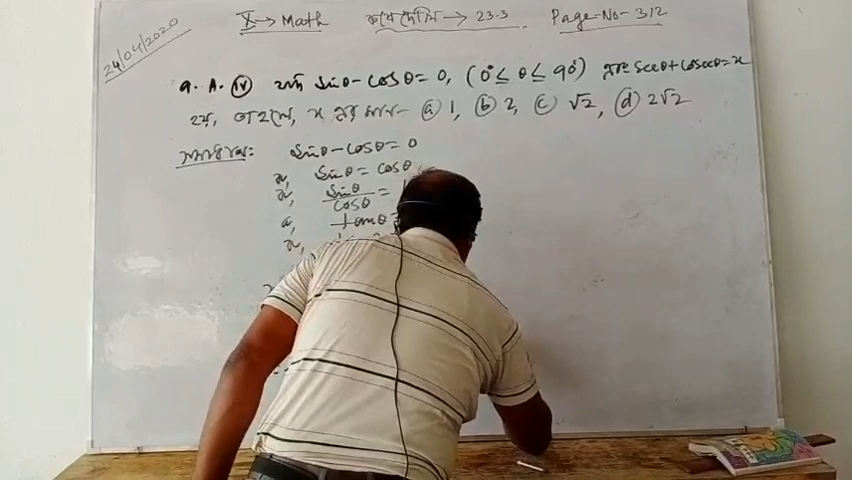 24/04/2020
X → Math কষে দেখি → 23.3 Page-No- 312
9. A. (iv) যদি sinθ - cosθ = 0, (0° ≤ θ ≤ 90°) এবং secθ + cosecθ = x
হয়, তাহলে, x এর মান- (a) 1, (b) 2, (c) √2, (d) 2√2
সমাধান: sinθ - cosθ = 0
বা, sinθ = cosθ
বা, sinθ/cosθ =
বা, tanθ =
বা,